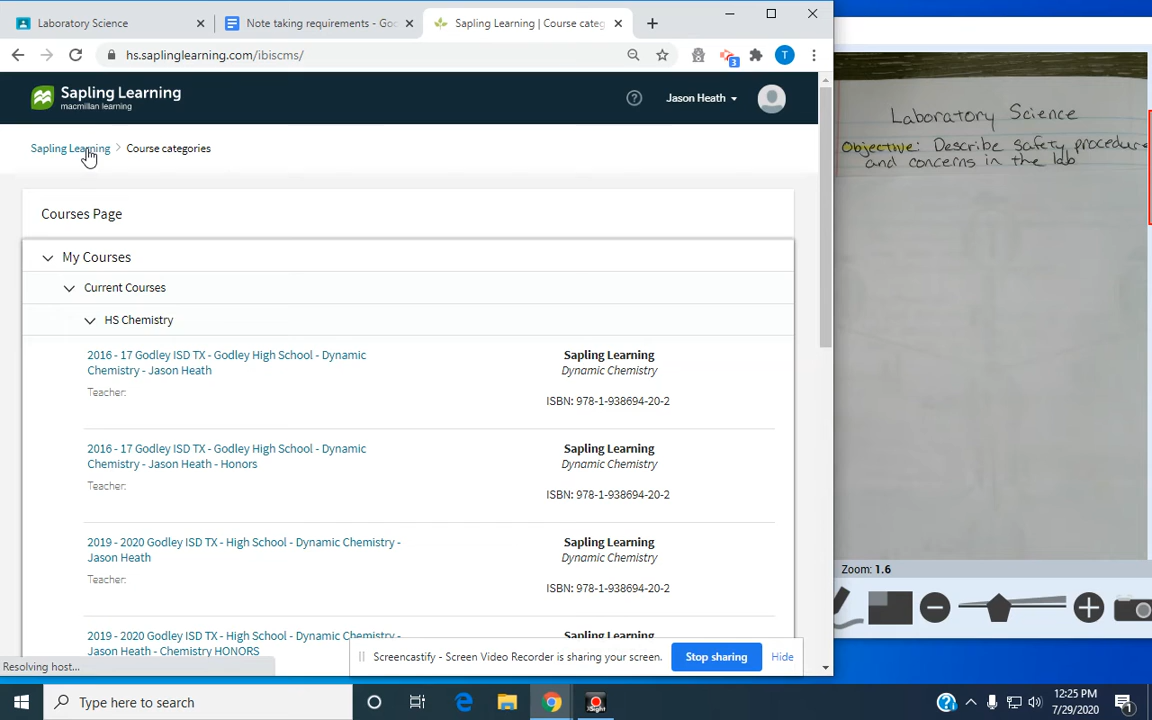 Laboratory Science
Note taking requirements - Goo
Sapling Learning | Course categ
hs.saplinglearning.com/ibiscms/
3
T
Sapling Learning
macmillan learning
Jason Heath
Sapling Learning > Course categories
Courses Page
My Courses
Current Courses
HS Chemistry
2016 - 17 Godley ISD TX - Godley High School - Dynamic
Chemistry - Jason Heath
Teacher:
Sapling Learning
Dynamic Chemistry
ISBN: 978-1-938694-20-2
2016 - 17 Godley ISD TX - Godley High School - Dynamic
Chemistry - Jason Heath - Honors
Teacher:
Sapling Learning
Dynamic Chemistry
ISBN: 978-1-938694-20-2
2019 - 2020 Godley ISD TX - High School - Dynamic Chemistry -
Jason Heath
Teacher:
Sapling Learning
Dynamic Chemistry
ISBN: 978-1-938694-20-2
2019 - 2020 Godley ISD TX - High School - Dynamic Chemistry -
Jason Heath - Chemistry HONORS
Sapling Learning
Resolving host...
Screencastify - Screen Video Recorder is sharing your screen.
Stop sharing
Hide
Laboratory Science
Objective: Describe safety procedure
and concerns in the lab
Zoom: 1.6
Type here to search
12:25 PM
7/29/2020
1